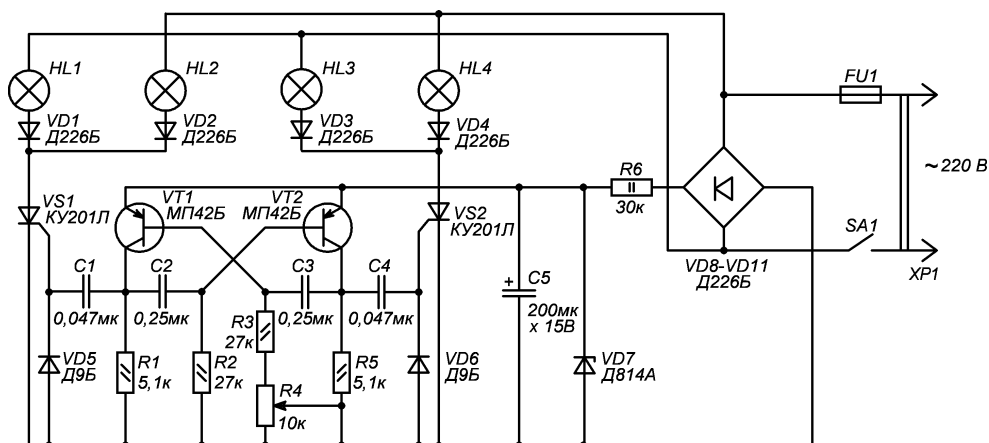 HL1
HL2
HL3
HL4
FU1
VD1
Д226Б
VD2
Д226Б
VD3
Д226Б
VD4
Д226Б
~220 В
R6
30к
VS1
КУ201Л
VT1
МП42Б
VT2
МП42Б
VS2
КУ201Л
SA1
XP1
VD8-VD11
Д226Б
C1
0,047мк
C2
0,25мк
C3
0,25мк
C4
0,047мк
+
C5
200мк
x 15В
R3
27к
VD5
Д9Б
R1
5,1к
R2
27к
R4
10к
R5
5,1к
VD6
Д9Б
VD7
Д814А